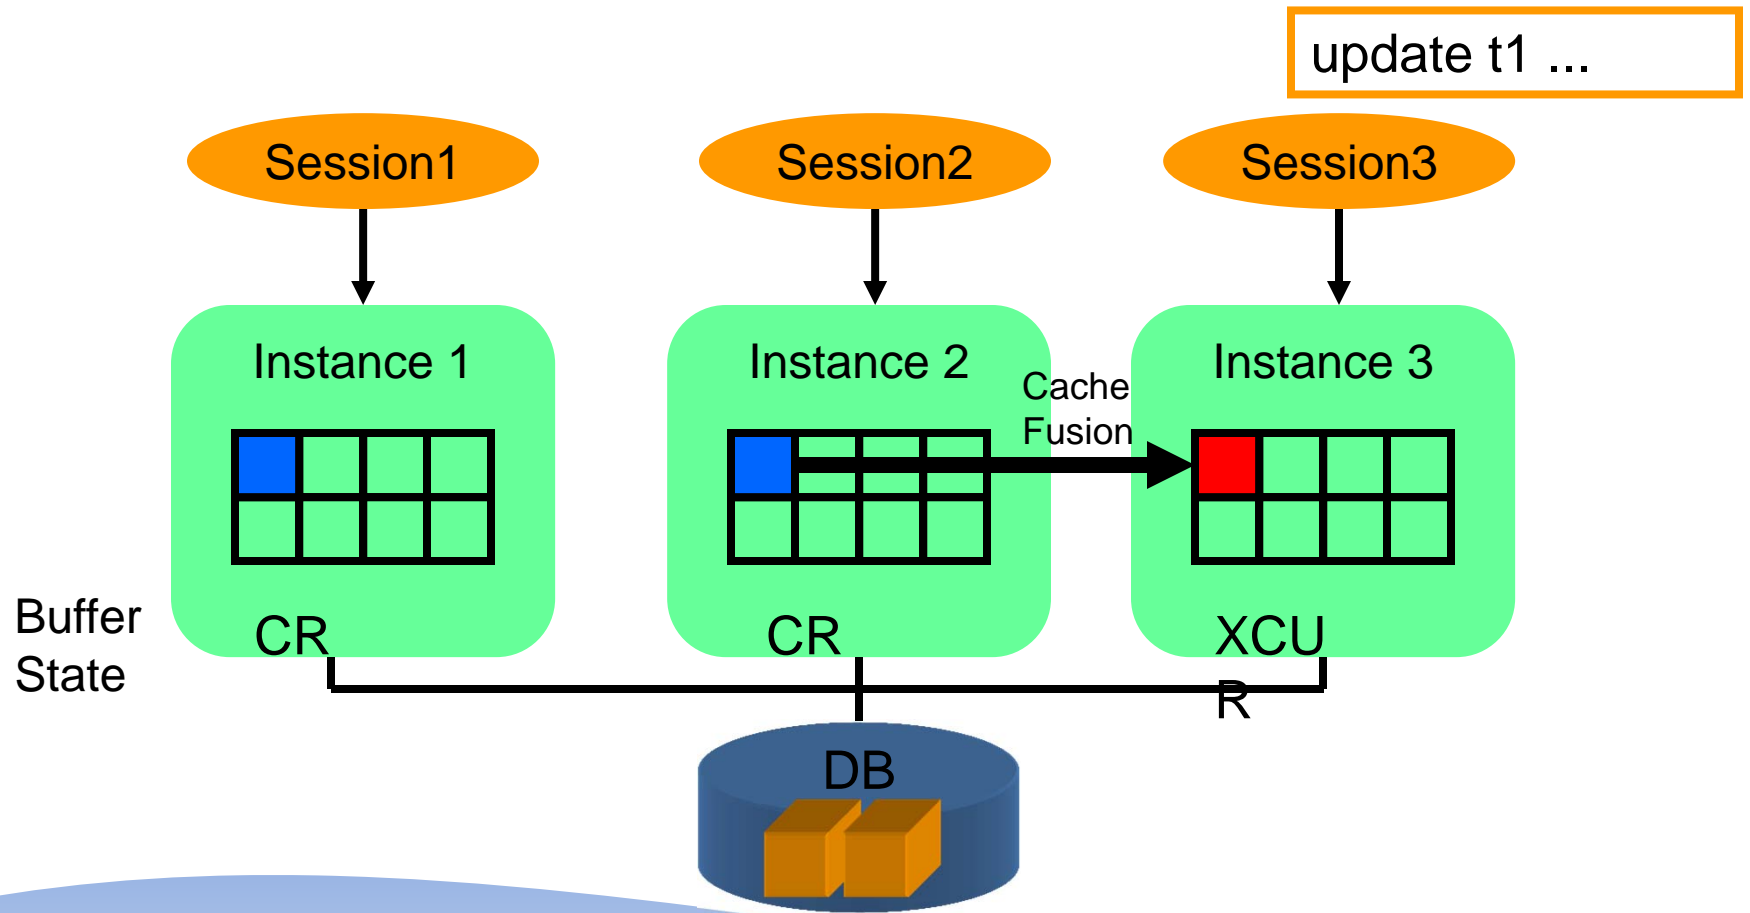 update t1 ...
Session1
Session2
Session3
Instance 1
Instance 2
Instance 3
Cache
Fusion
Buffer
State
CR
CR
XCU
R
DB